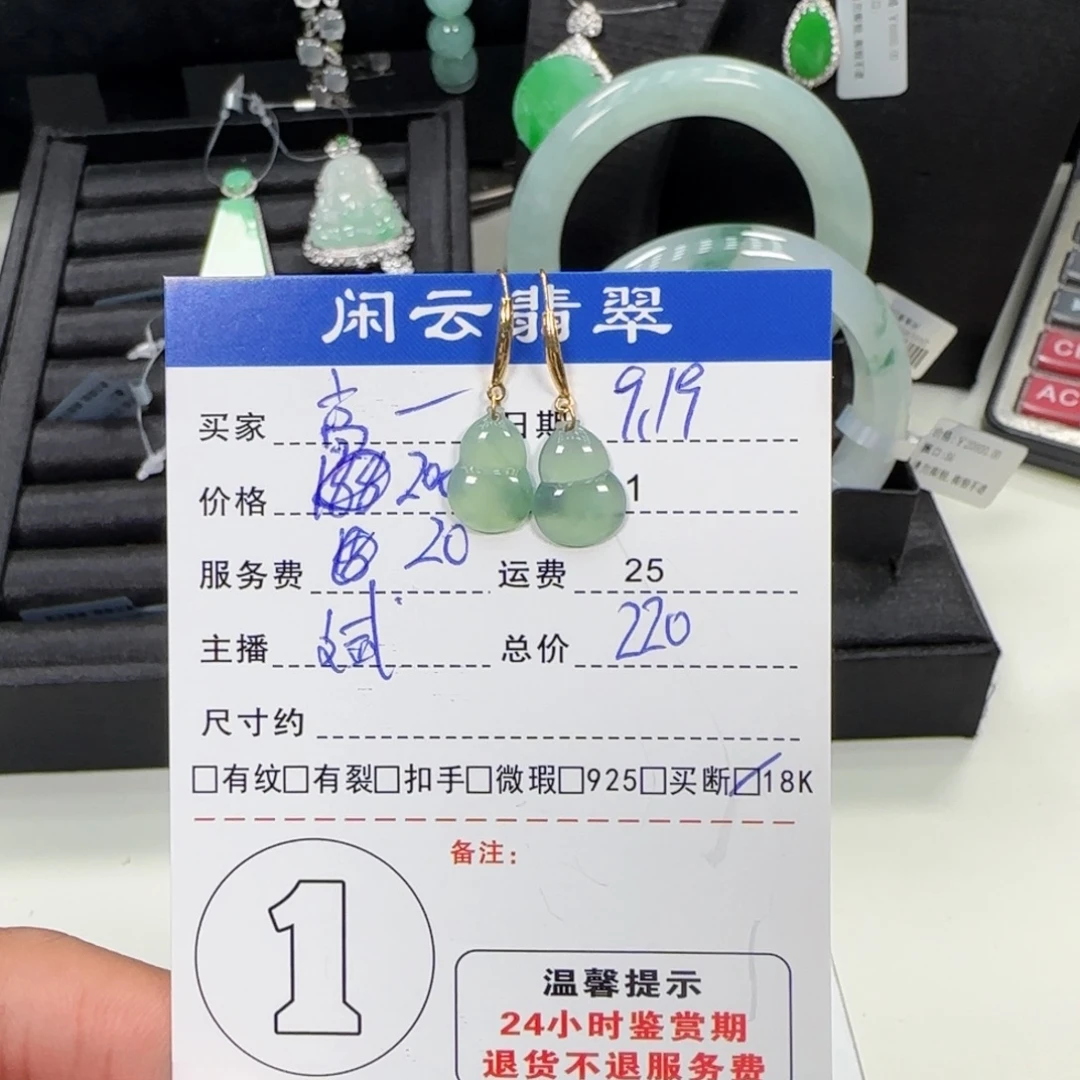 闲云翡翠
买家 高一 日期 9.19
价格 200 1
服务费 20 运费 25
主播 斌 总价 220
尺寸约
□有纹□有裂□扣手□微瑕□925□买断☑18K
备注：
1
温馨提示
24小时鉴赏期
退货不退服务费
CE
AC